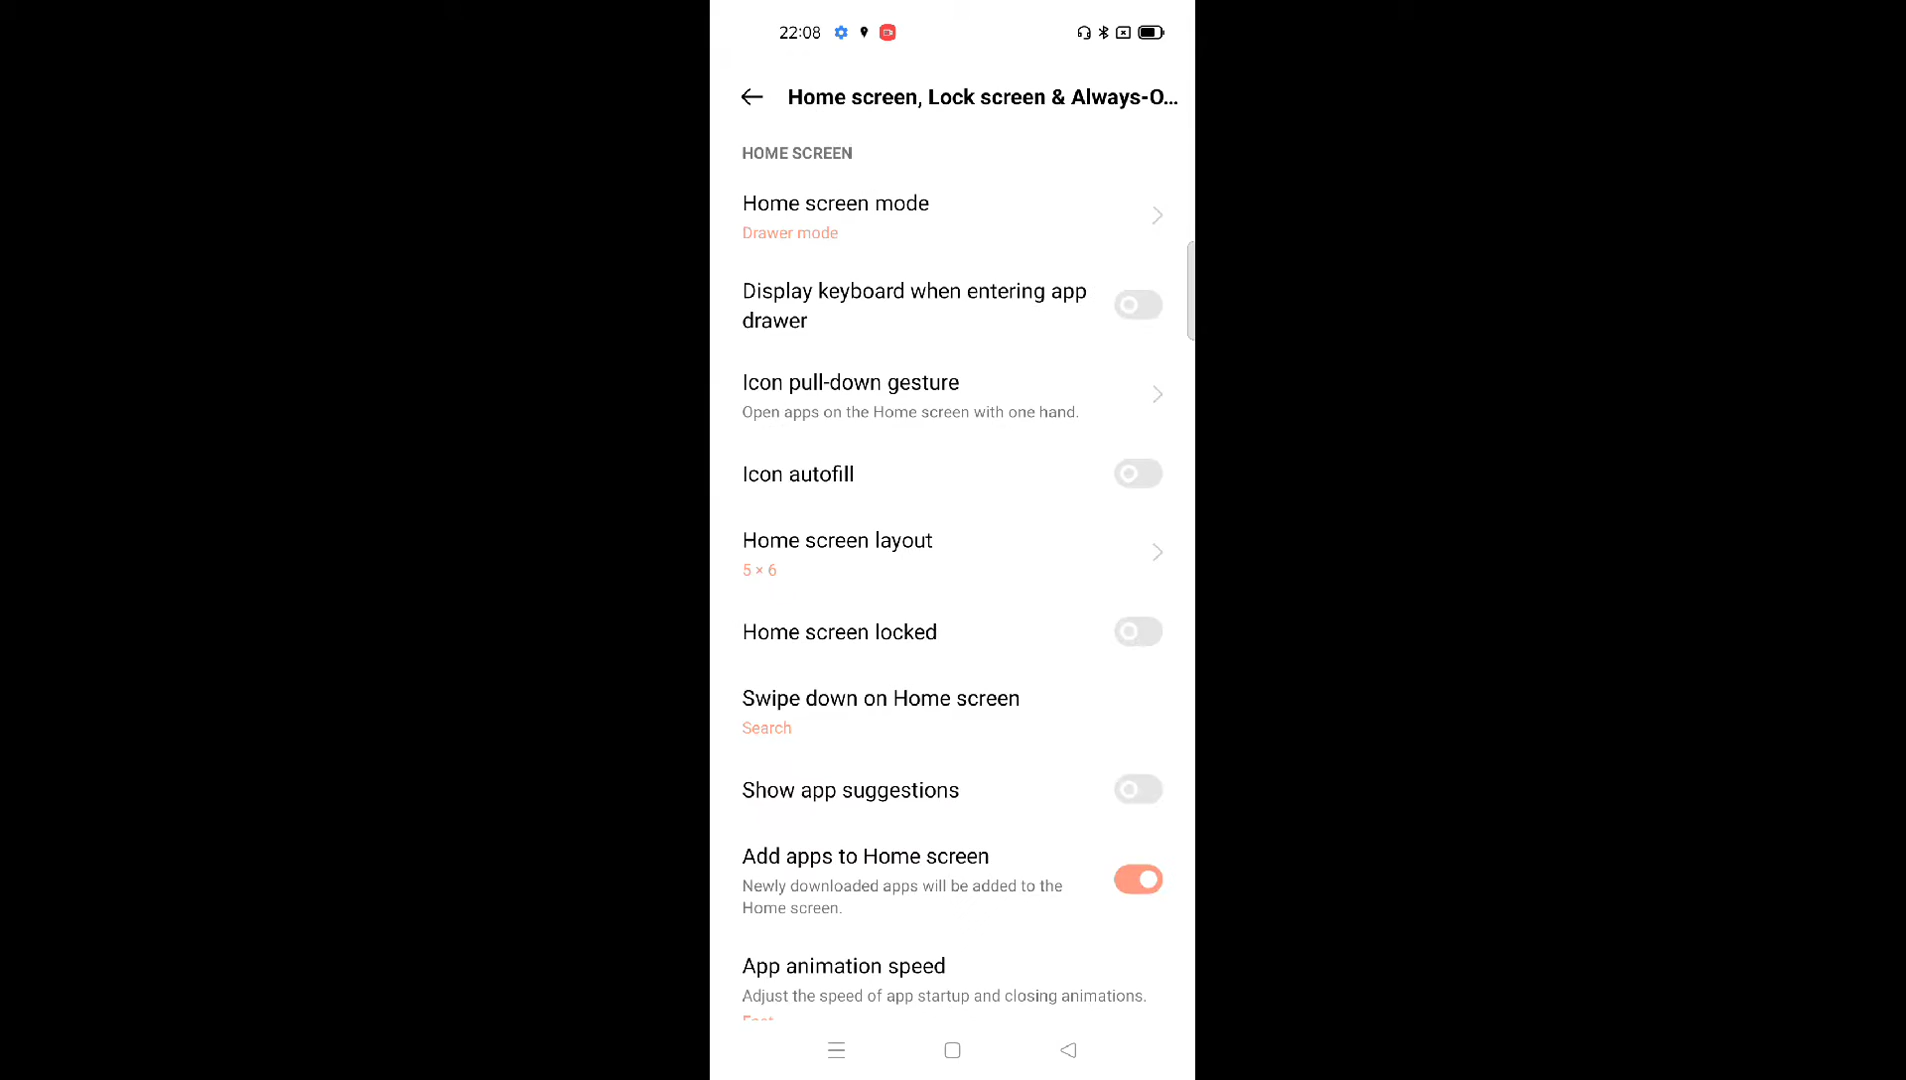 22:08
Home screen, Lock screen & Always-O...
HOME SCREEN
Home screen mode
Drawer mode
Display keyboard when entering app
drawer
Icon pull-down gesture
Open apps on the Home screen with one hand.
Icon autofill
Home screen layout
5 × 6
Home screen locked
Swipe down on Home screen
Search
Show app suggestions
Add apps to Home screen
Newly downloaded apps will be added to the
Home screen.
App animation speed
Adjust the speed of app startup and closing animations.